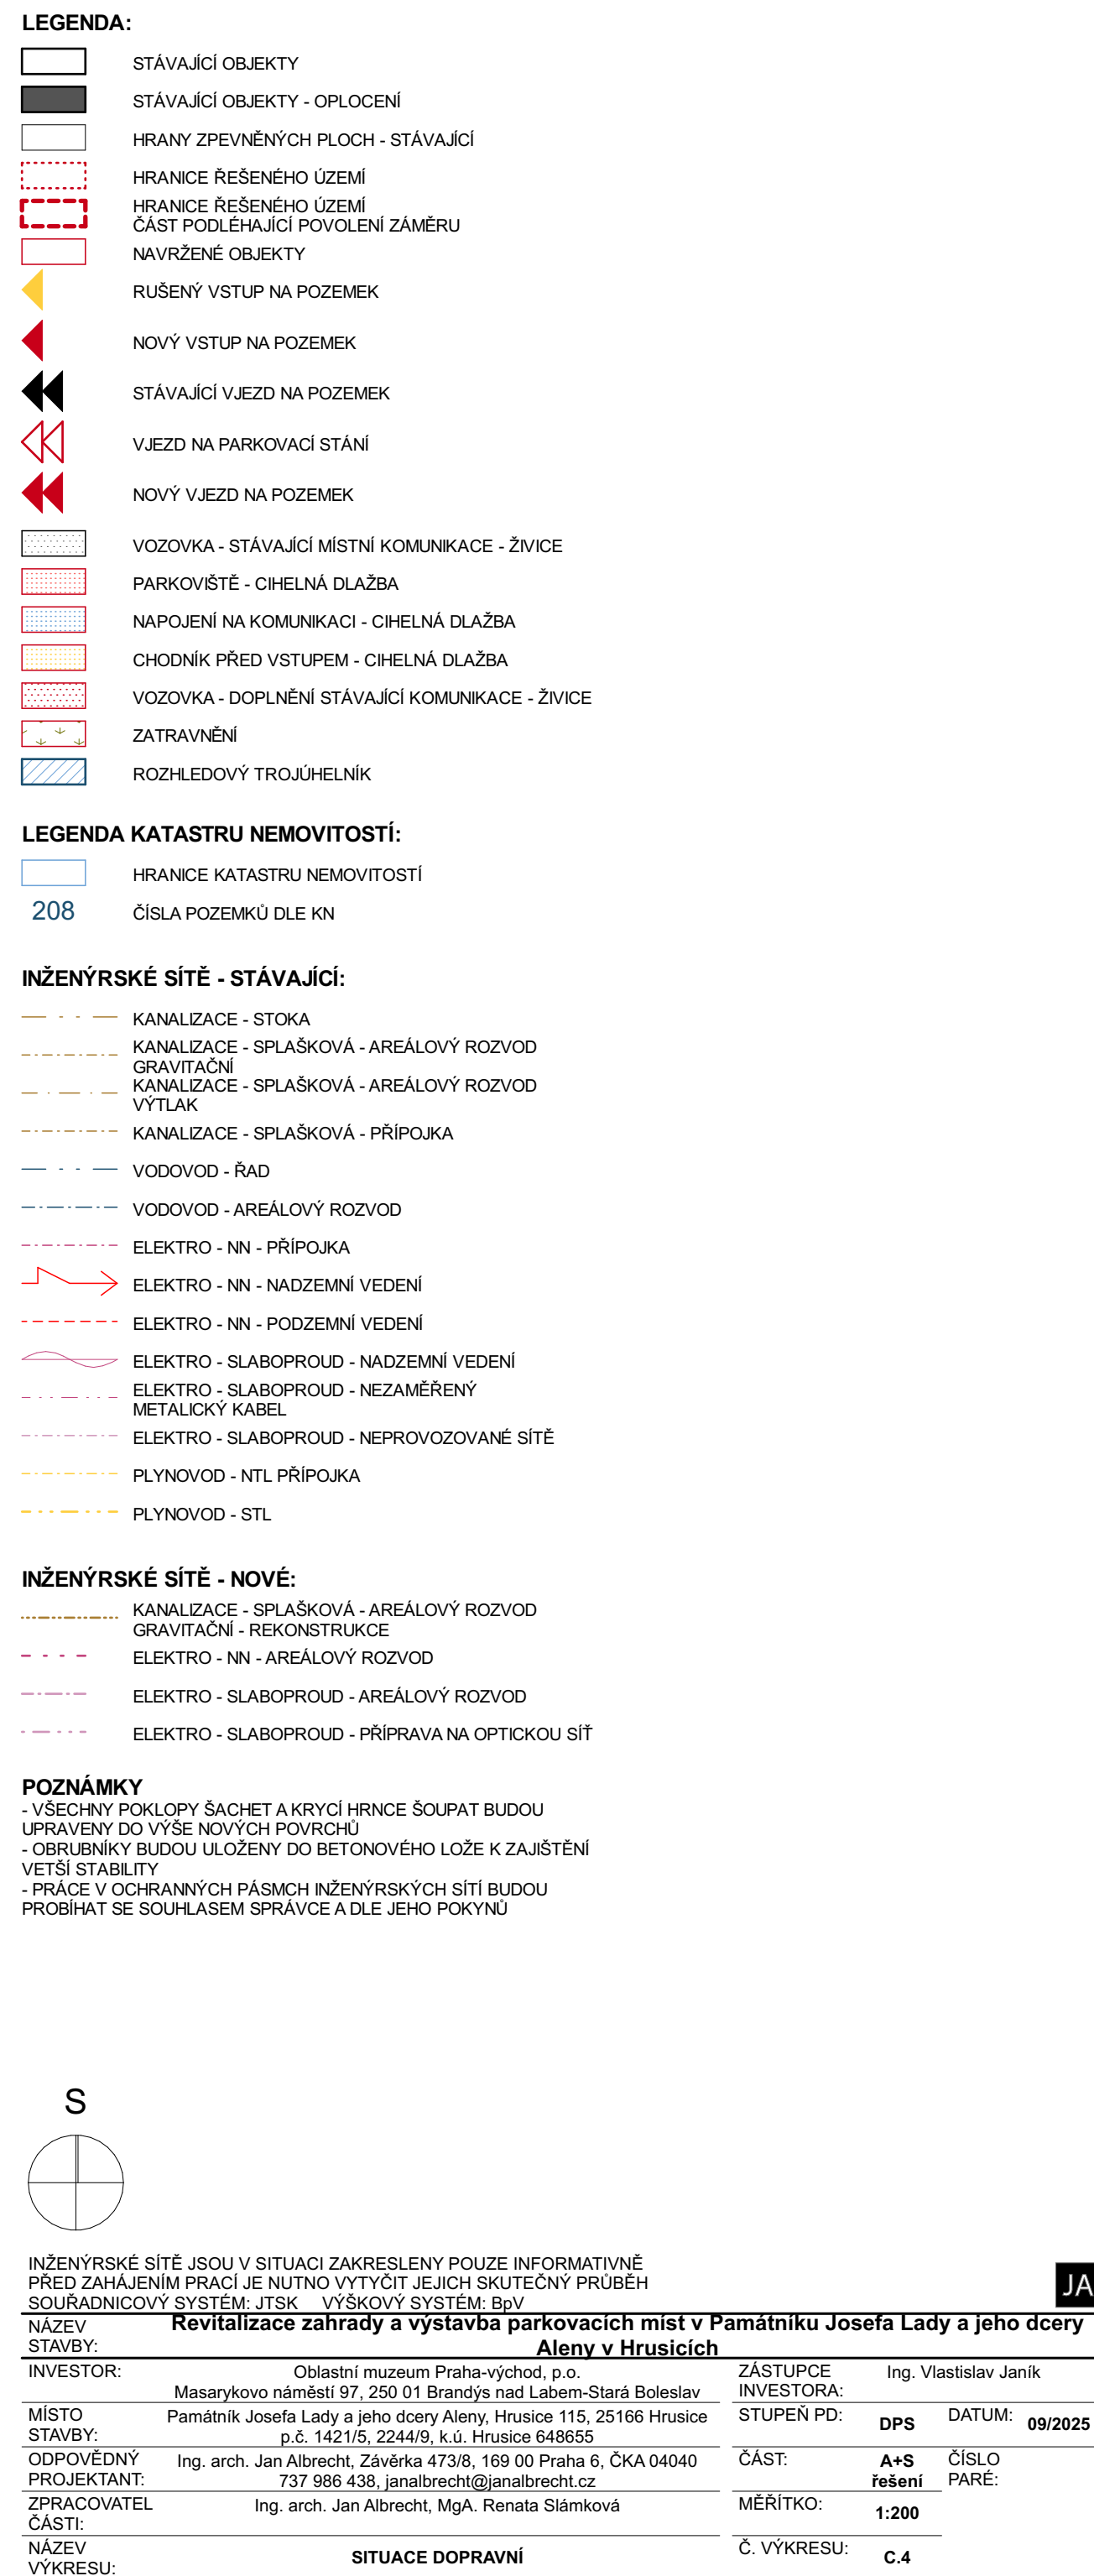 LEGENDA:
STÁVAJÍCÍ OBJEKTY
STÁVAJÍCÍ OBJEKTY - OPLOCENÍ
HRANY ZPEVNĚNÝCH PLOCH - STÁVAJÍCÍ
HRANICE ŘEŠENÉHO ÚZEMÍ
HRANICE ŘEŠENÉHO ÚZEMÍ
ČÁST PODLÉHAJÍCÍ POVOLENÍ ZÁMĚRU
NAVRŽENÉ OBJEKTY
RUŠENÝ VSTUP NA POZEMEK
NOVÝ VSTUP NA POZEMEK
STÁVAJÍCÍ VJEZD NA POZEMEK
VJEZD NA PARKOVACÍ STÁNÍ
NOVÝ VJEZD NA POZEMEK
VOZOVKA - STÁVAJÍCÍ MÍSTNÍ KOMUNIKACE - ŽIVICE
PARKOVIŠTĚ - CIHELNÁ DLAŽBA
NAPOJENÍ NA KOMUNIKACI - CIHELNÁ DLAŽBA
CHODNÍK PŘED VSTUPEM - CIHELNÁ DLAŽBA
VOZOVKA - DOPLNĚNÍ STÁVAJÍCÍ KOMUNIKACE - ŽIVICE
ZATRAVNĚNÍ
ROZHLEDOVÝ TROJÚHELNÍK
LEGENDA KATASTRU NEMOVITOSTÍ:
HRANICE KATASTRU NEMOVITOSTÍ
208 ČÍSLA POZEMKŮ DLE KN
INŽENÝRSKÉ SÍTĚ - STÁVAJÍCÍ:
KANALIZACE - STOKA
KANALIZACE - SPLAŠKOVÁ - AREÁLOVÝ ROZVOD
GRAVITAČNÍ
KANALIZACE - SPLAŠKOVÁ - AREÁLOVÝ ROZVOD
VÝTLAK
KANALIZACE - SPLAŠKOVÁ - PŘÍPOJKA
VODOVOD - ŘAD
VODOVOD - AREÁLOVÝ ROZVOD
ELEKTRO - NN - PŘÍPOJKA
ELEKTRO - NN - NADZEMNÍ VEDENÍ
ELEKTRO - NN - PODZEMNÍ VEDENÍ
ELEKTRO - SLABOPROUD - NADZEMNÍ VEDENÍ
ELEKTRO - SLABOPROUD - NEZAMĚŘENÝ
METALICKÝ KABEL
ELEKTRO - SLABOPROUD - NEPROVOZOVANÉ SÍTĚ
PLYNOVOD - NTL PŘÍPOJKA
PLYNOVOD - STL
INŽENÝRSKÉ SÍTĚ - NOVÉ:
KANALIZACE - SPLAŠKOVÁ - AREÁLOVÝ ROZVOD
GRAVITAČNÍ - REKONSTRUKCE
ELEKTRO - NN - AREÁLOVÝ ROZVOD
ELEKTRO - SLABOPROUD - AREÁLOVÝ ROZVOD
ELEKTRO - SLABOPROUD - PŘÍPRAVA NA OPTICKOU SÍŤ
POZNÁMKY
- VŠECHNY POKLOPY ŠACHET A KRYCÍ HRNCE ŠOUPAT BUDOU
UPRAVENY DO VÝŠE NOVÝCH POVRCHŮ
- OBRUBNÍKY BUDOU ULOŽENY DO BETONOVÉHO LOŽE K ZAJIŠTĚNÍ
VETŠÍ STABILITY
- PRÁCE V OCHRANNÝCH PÁSMCH INŽENÝRSKÝCH SÍTÍ BUDOU
PROBÍHAT SE SOUHLASEM SPRÁVCE A DLE JEHO POKYNŮ
S
INŽENÝRSKÉ SÍTĚ JSOU V SITUACI ZAKRESLENY POUZE INFORMATIVNĚ
PŘED ZAHÁJENÍM PRACÍ JE NUTNO VYTYČIT JEJICH SKUTEČNÝ PRŮBĚH
SOUŘADNICOVÝ SYSTÉM: JTSK VÝŠKOVÝ SYSTÉM: BpV
JA
NÁZEV
STAVBY:
Revitalizace zahrady a výstavba parkovacích míst v Památníku Josefa Lady a jeho dcery
Aleny v Hrusicích
INVESTOR:
Oblastní muzeum Praha-východ, p.o.
Masarykovo náměstí 97, 250 01 Brandýs nad Labem-Stará Boleslav
ZÁSTUPCE
INVESTORA:
Ing. Vlastislav Janík
MÍSTO
STAVBY:
Památník Josefa Lady a jeho dcery Aleny, Hrusice 115, 25166 Hrusice
p.č. 1421/5, 2244/9, k.ú. Hrusice 648655
STUPEŇ PD: DPS
DATUM: 09/2025
ODPOVĚDNÝ
PROJEKTANT:
Ing. arch. Jan Albrecht, Závěrka 473/8, 169 00 Praha 6, ČKA 04040
737 986 438, janalbrecht@janalbrecht.cz
ČÁST:
A+S
řešení
ČÍSLO
PARÉ:
ZPRACOVATEL
ČÁSTI:
Ing. arch. Jan Albrecht, MgA. Renata Slámková
MĚŘÍTKO: 1:200
NÁZEV
VÝKRESU:
SITUACE DOPRAVNÍ
Č. VÝKRESU: C.4